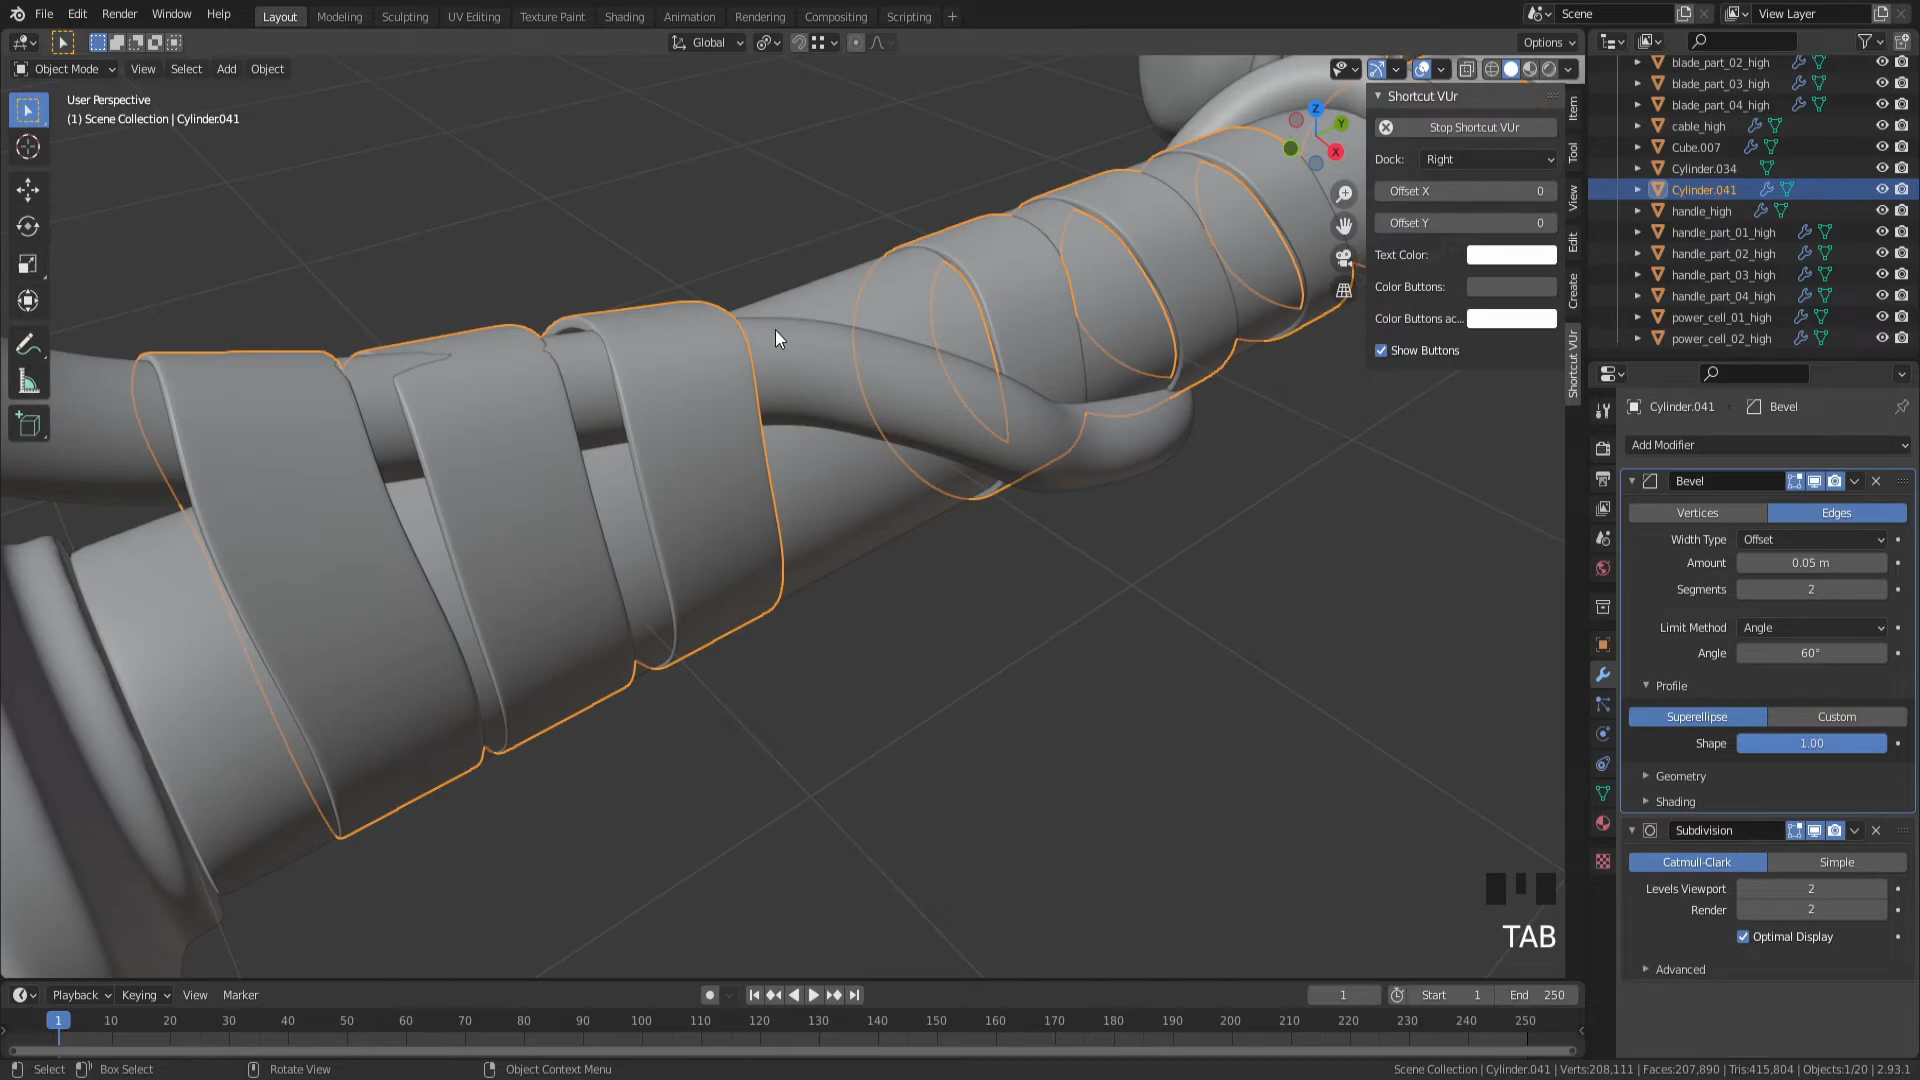 File Edit Render Window Help Layout Modeling Sculpting UV Editing Texture Paint Shading Animation Rendering Compositing Scripting + Scene View Layer
Global Options
Object Mode View Select Add Object
User Perspective
(1) Scene Collection | Cylinder.041
Z
Y
X
Shortcut VUr
Stop Shortcut VUr
Dock: Right
Offset X 0
Offset Y 0
Text Color:
Color Buttons:
Color Buttons ac...
Show Buttons
Item
Tool
View
Edit
Create
Shortcut VUr
blade_part_02_high
blade_part_03_high
blade_part_04_high
cable_high
Cube.007
Cylinder.034
Cylinder.041
handle_high
handle_part_01_high
handle_part_02_high
handle_part_03_high
handle_part_04_high
power_cell_01_high
power_cell_02_high
Cylinder.041 Bevel
Add Modifier
Bevel
Vertices Edges
Width Type Offset
Amount 0.05 m
Segments 2
Limit Method Angle
Angle 60°
Profile
Superellipse Custom
Shape 1.00
Geometry
Shading
Subdivision
Catmull-Clark Simple
Levels Viewport 2
Render 2
Optimal Display
Advanced
TAB
Playback Keying View Marker 1 Start 1 End 250
1 10 20 30 40 50 60 70 80 90 100 110 120 130 140 150 160 170 180 190 200 210 220 230 240 250
Select Box Select Rotate View Object Context Menu Scene Collection | Cylinder.041 | Verts:208,111 | Faces:207,890 | Tris:415,804 | Objects:1/20 | 2.93.1